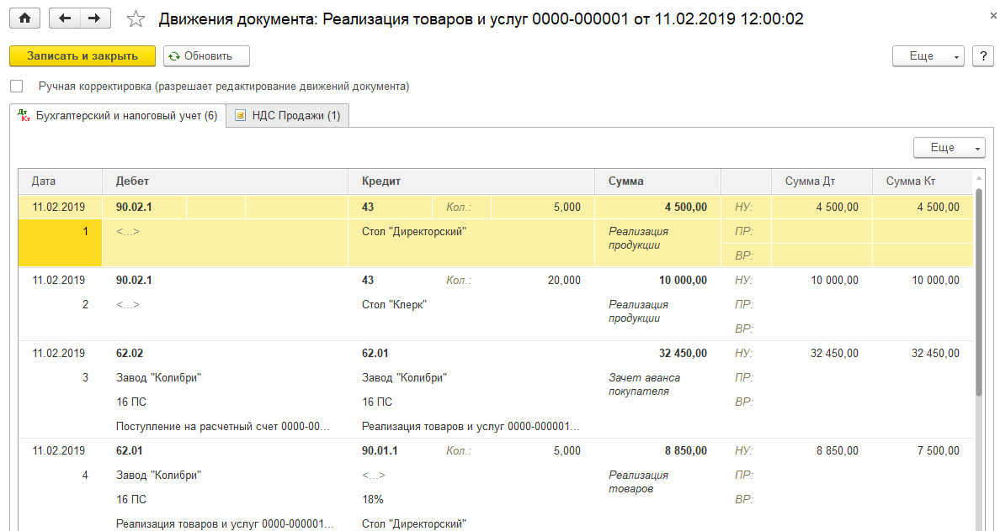 Движения документа: Реализация товаров и услуг 0000-000001 от 11.02.2019 12:00:02
Записать и закрыть Обновить Еще ?
Ручная корректировка (разрешает редактирование движений документа)
Дт Кт Бухгалтерский и налоговый учет (6) НДС Продажи (1)
Еще
Дата Дебет Кредит Сумма Сумма Дт Сумма Кт
11.02.2019 90.02.1 43 Кол.: 5,000 4 500,00 НУ: 4 500,00 4 500,00
1 <...> Стол "Директорский" Реализация ПР:
продукции
ВР:
11.02.2019 90.02.1 43 Кол.: 20,000 10 000,00 НУ: 10 000,00 10 000,00
2 <...> Стол "Клерк" Реализация ПР:
продукции
ВР:
11.02.2019 62.02 62.01 32 450,00 НУ: 32 450,00 32 450,00
3 Завод "Колибри" Завод "Колибри" Зачет аванса ПР:
покупателя
16 ПС 16 ПС ВР:
Поступление на расчетный счет 0000-00... Реализация товаров и услуг 0000-000001...
11.02.2019 62.01 90.01.1 Кол.: 5,000 8 850,00 НУ: 8 850,00 7 500,00
4 Завод "Колибри" <...> Реализация ПР:
товаров
16 ПС 18% ВР:
Реализация товаров и услуг 0000-000001... Стол "Директорский"